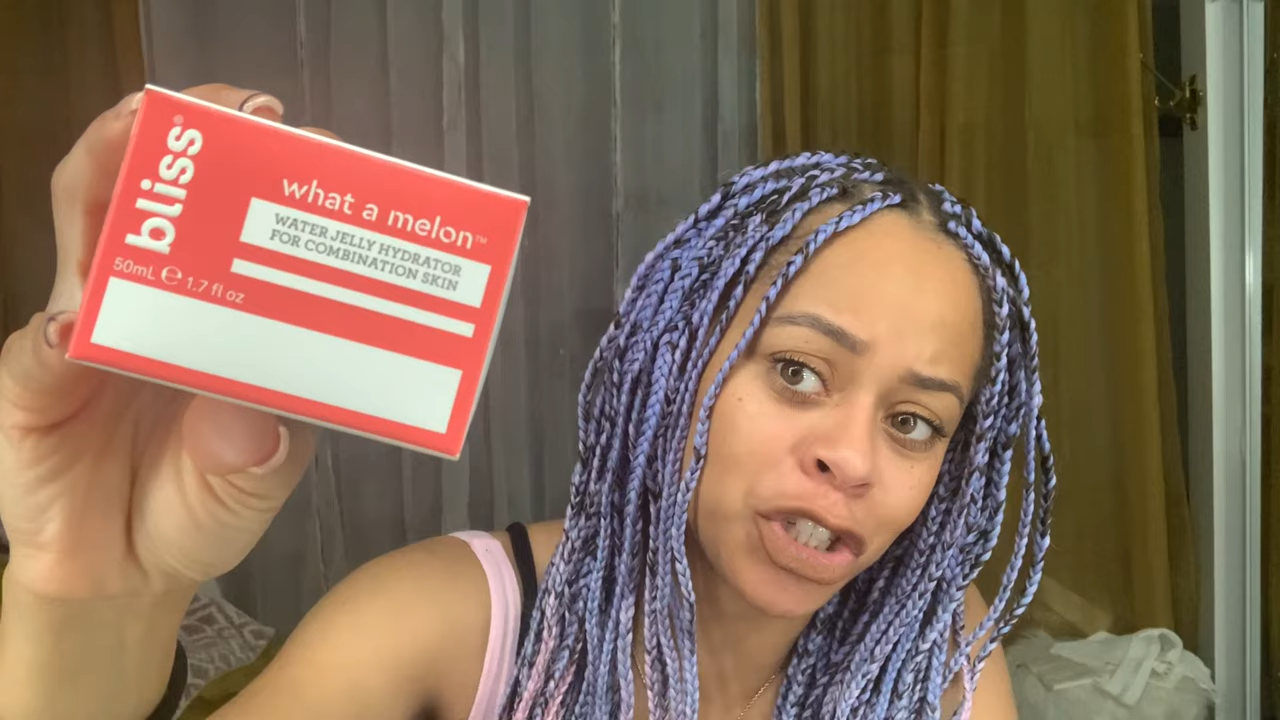 bliss®
what a melon™
WATER JELLY HYDRATOR
FOR COMBINATION SKIN
50mL ℮ 1.7 fl oz